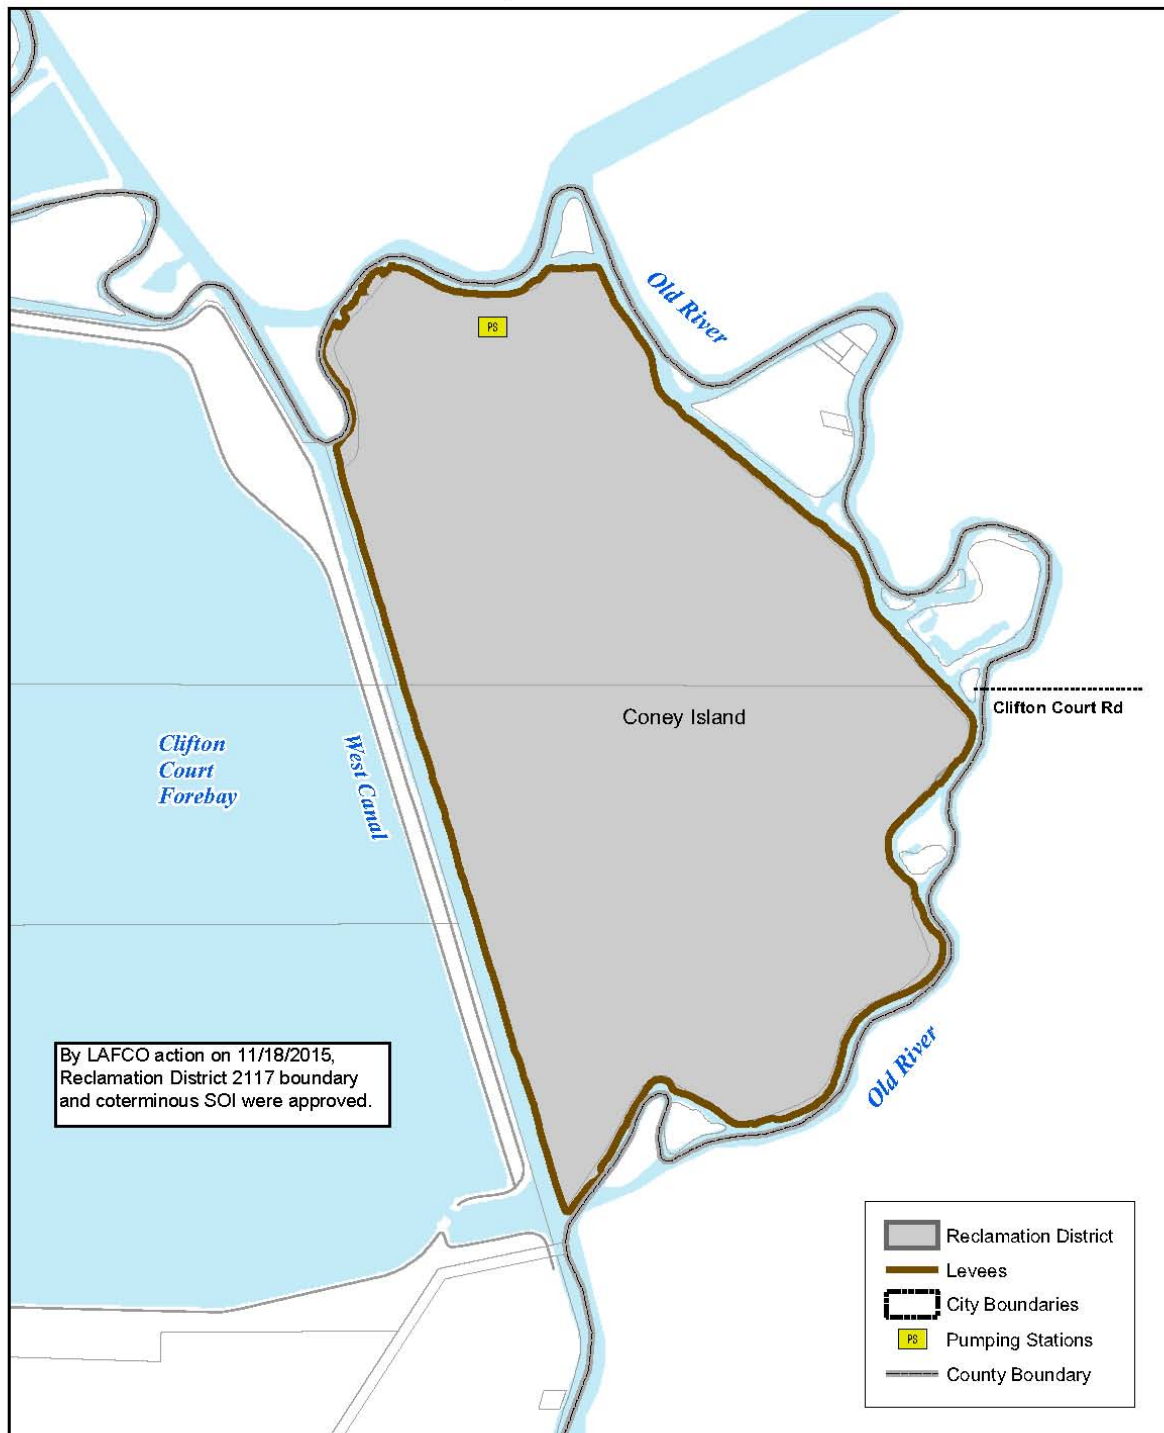 Old River
PS
Clifton Court Rd
Coney Island
Clifton
Court
Forebay
West Canal
Old River
By LAFCO action on 11/18/2015,
Reclamation District 2117 boundary
and coterminous SOI were approved.
Reclamation District
Levees
City Boundaries
PS Pumping Stations
County Boundary